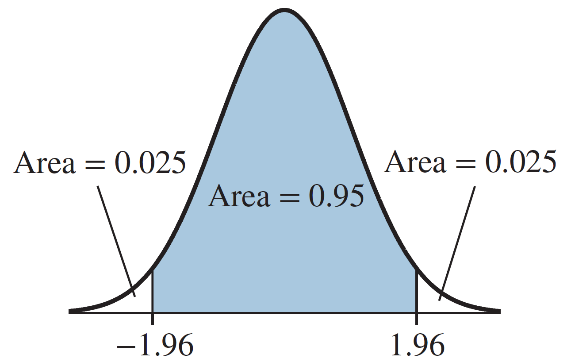 Area = 0.025
Area = 0.025
Area = 0.95
−1.96
1.96